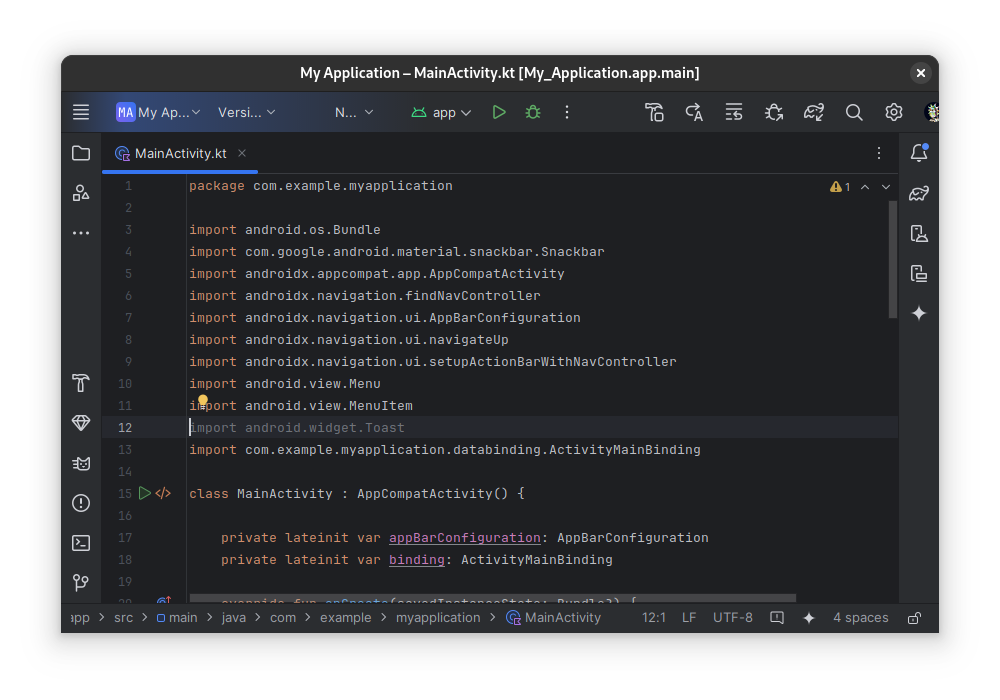 My Application – MainActivity.kt [My_Application.app.main]
MA My Ap... Versi... N... app
MainActivity.kt
1 package com.example.myapplication
1
2
3 import android.os.Bundle
4 import com.google.android.material.snackbar.Snackbar
5 import androidx.appcompat.app.AppCompatActivity
6 import androidx.navigation.findNavController
7 import androidx.navigation.ui.AppBarConfiguration
8 import androidx.navigation.ui.navigateUp
9 import androidx.navigation.ui.setupActionBarWithNavController
10 import android.view.Menu
11 import android.view.MenuItem
12 import android.widget.Toast
13 import com.example.myapplication.databinding.ActivityMainBinding
14
15 </> class MainActivity : AppCompatActivity() {
16
17 private lateinit var appBarConfiguration: AppBarConfiguration
18 private lateinit var binding: ActivityMainBinding
19
20 override fun onCreate(savedInstanceState: Bundle?) {
app > src > main > java > com > example > myapplication > MainActivity 12:1 LF UTF-8 4 spaces